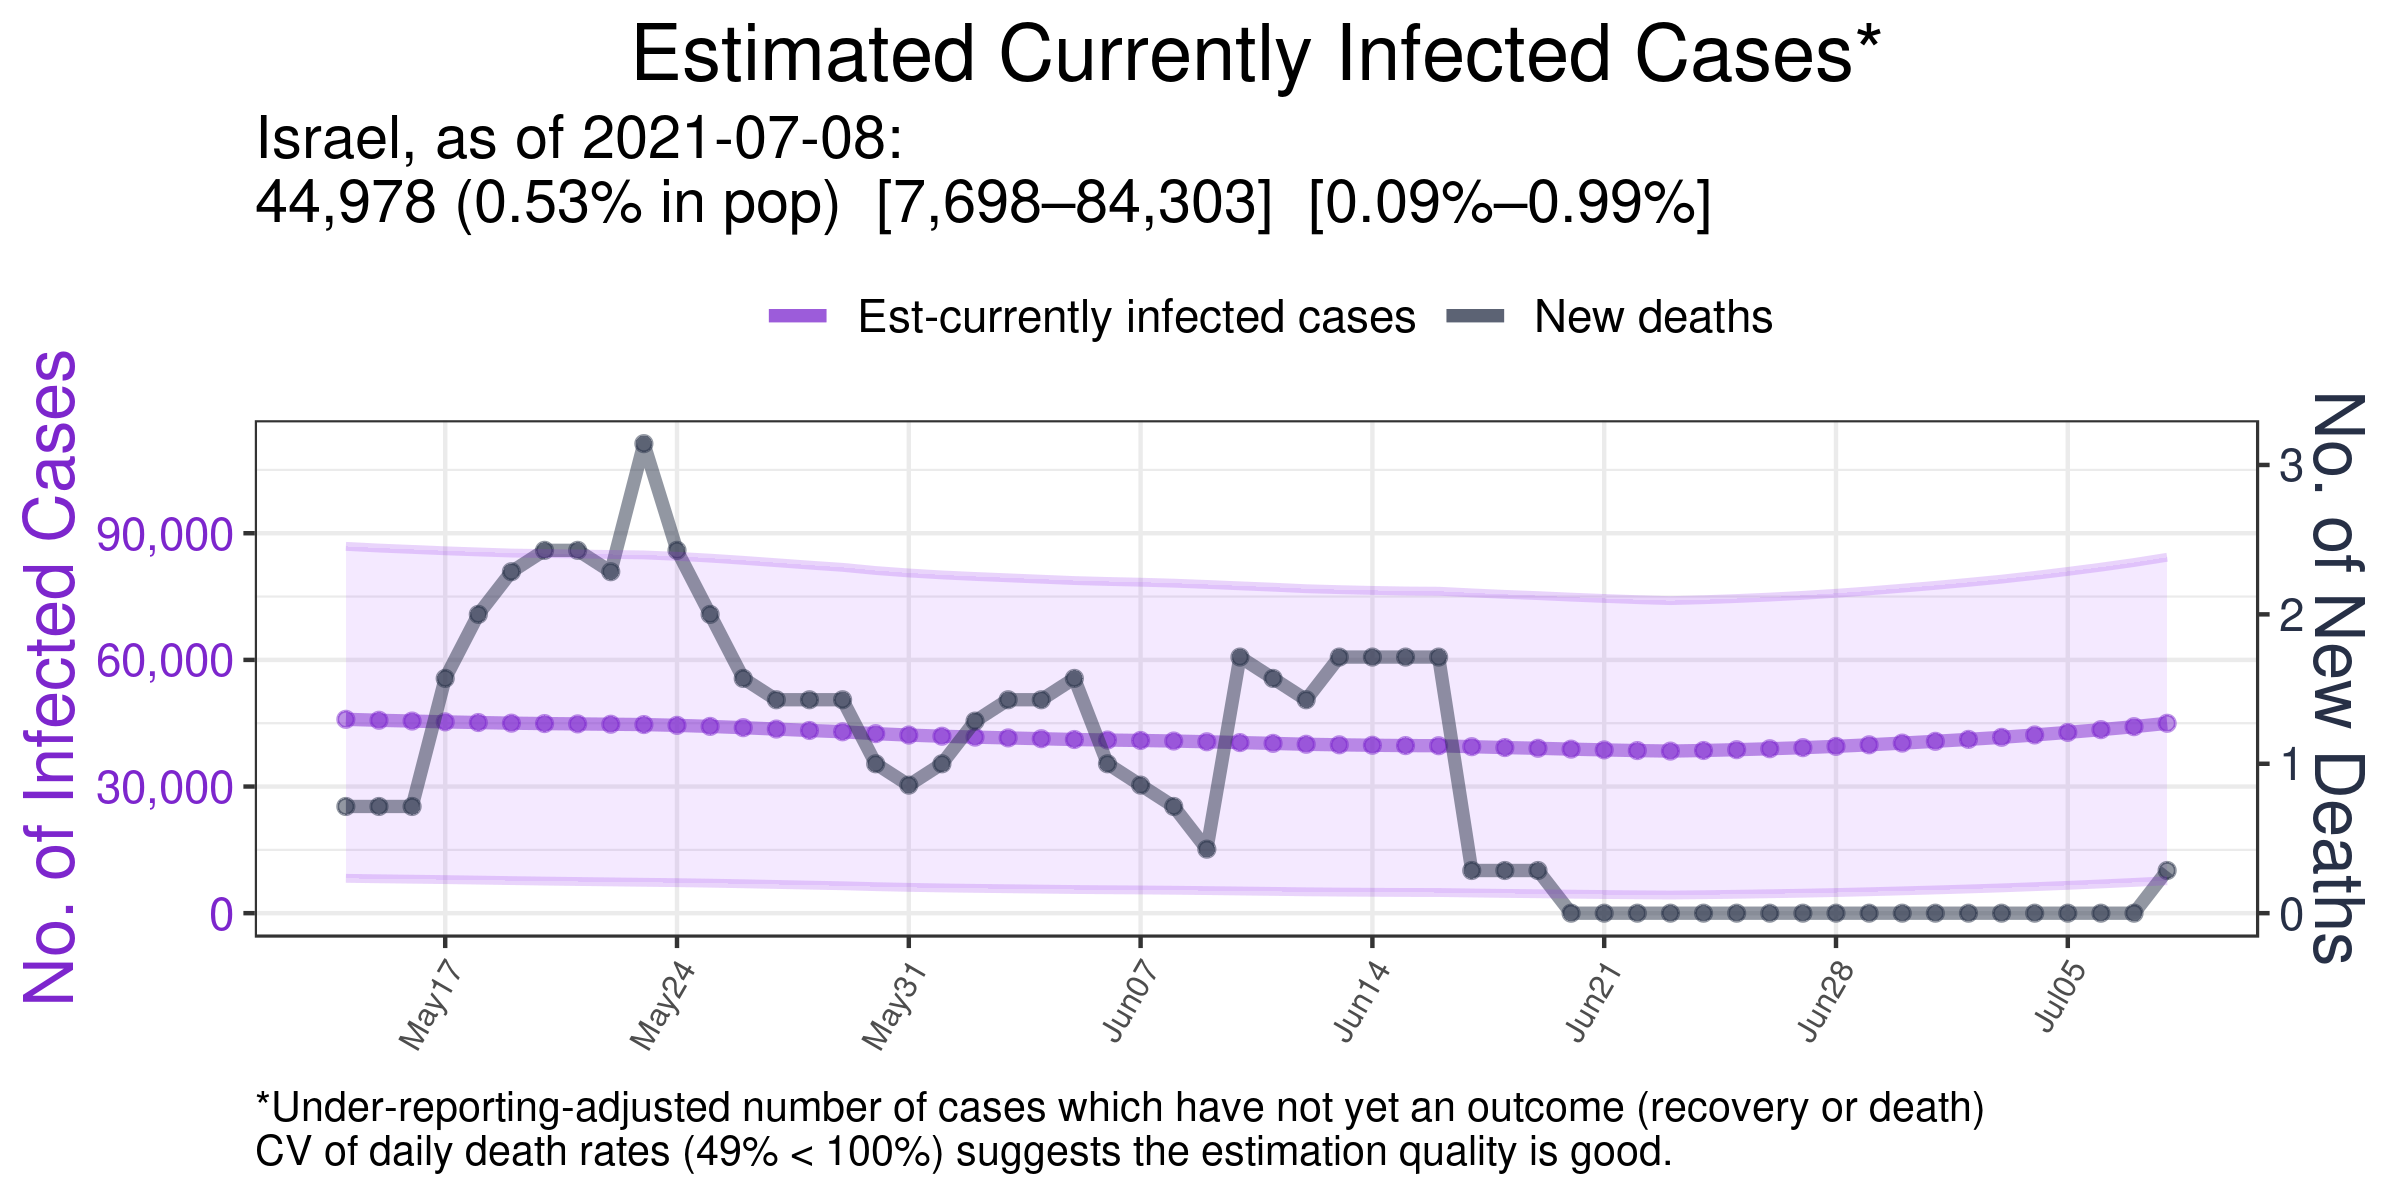 Estimated Currently Infected Cases*
Israel, as of 2021-07-08:
44,978 (0.53% in pop)  [7,698–84,303]  [0.09%–0.99%]
Est-currently infected cases
New deaths
No. of Infected Cases
90,000
60,000
30,000
0
3
2
1
0
No. of New Deaths
May17
May24
May31
Jun07
Jun14
Jun21
Jun28
Jul05
*Under-reporting-adjusted number of cases which have not yet an outcome (recovery or death)
CV of daily death rates (49% < 100%) suggests the estimation quality is good.